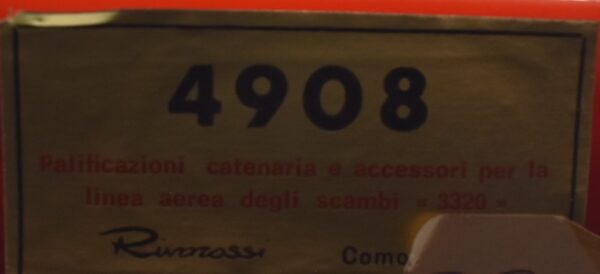 4908
Palificazioni catenaria e accessori per la
linea aerea degli scambi « 3320 »
Rivarossi Como